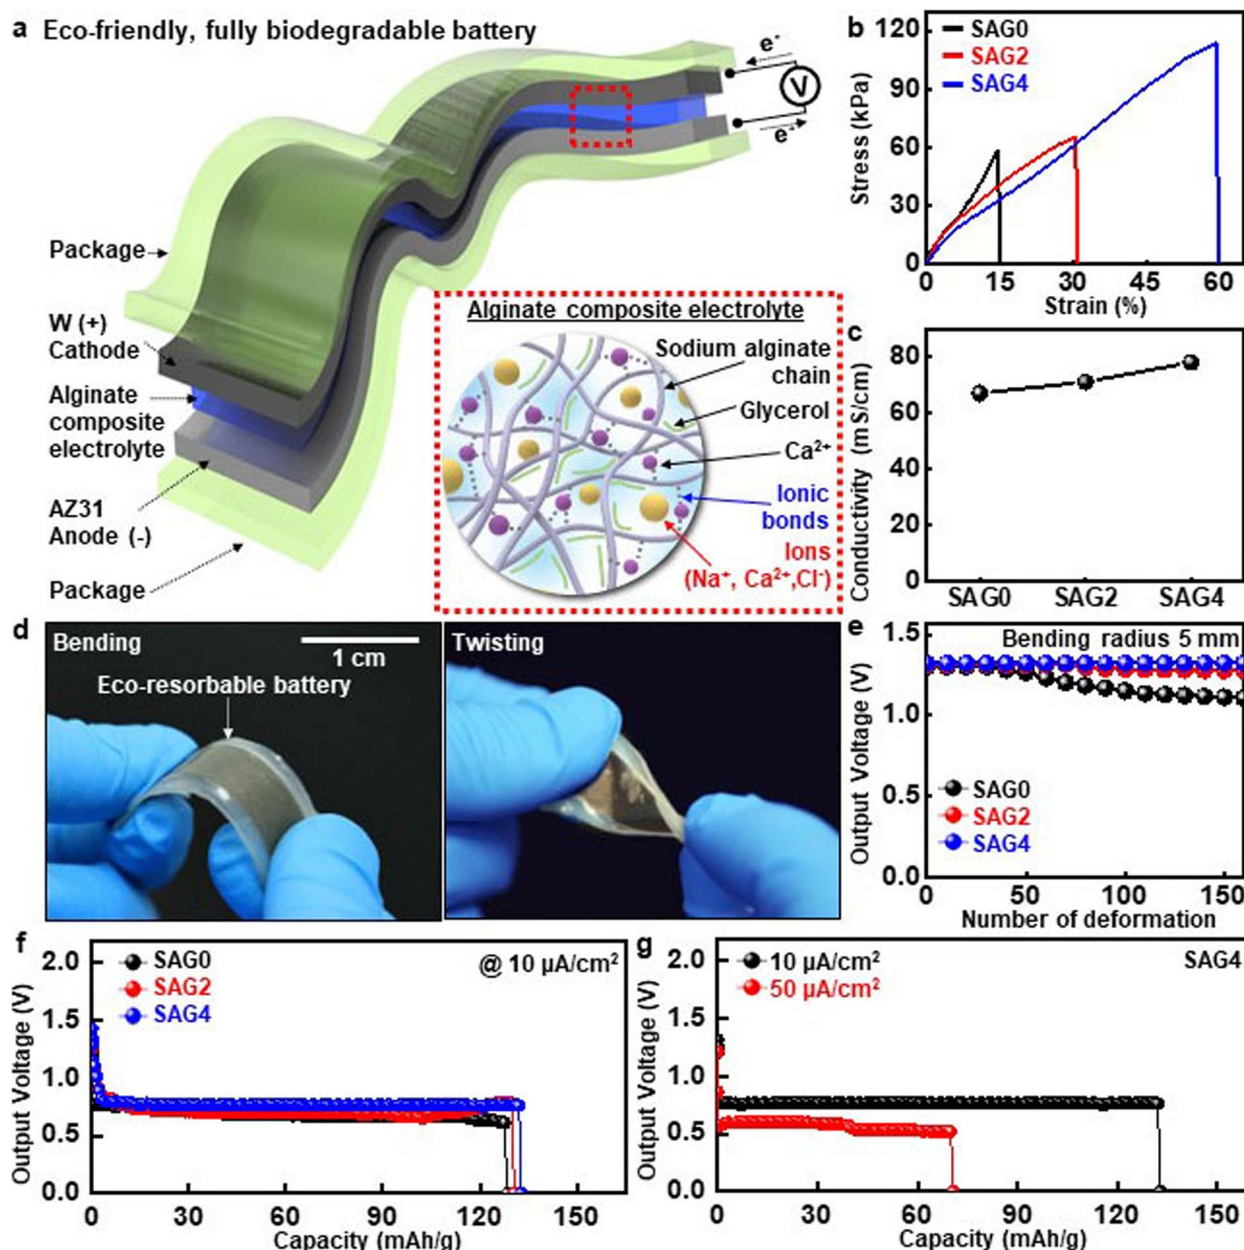 a Eco-friendly, fully biodegradable battery
e-
V
e-
Package
W (+)
Cathode
Alginate
composite
electrolyte
AZ31
Anode (-)
Package
Alginate composite electrolyte
Sodium alginate
chain
Glycerol
Ca²⁺
Ionic
bonds
Ions
(Na⁺, Ca²⁺,Cl⁻)
b
SAG0
SAG2
SAG4
120
90
60
30
0
Stress (kPa)
0 15 30 45 60
Strain (%)
c
80
60
40
20
0
Conductivity (mS/cm)
SAG0 SAG2 SAG4
d
Bending
1 cm
Eco-resorbable battery
Twisting
e
Bending radius 5 mm
1.5
1.0
0.5
0.0
Output Voltage (V)
SAG0
SAG2
SAG4
0 50 100 150
Number of deformation
f
SAG0
SAG2
SAG4
@ 10 µA/cm²
2.0
1.5
1.0
0.5
0.0
Output Voltage (V)
0 30 60 90 120 150
Capacity (mAh/g)
g
10 µA/cm²
50 µA/cm²
SAG4
2.0
1.5
1.0
0.5
0.0
Output Voltage (V)
0 30 60 90 120 150
Capacity (mAh/g)